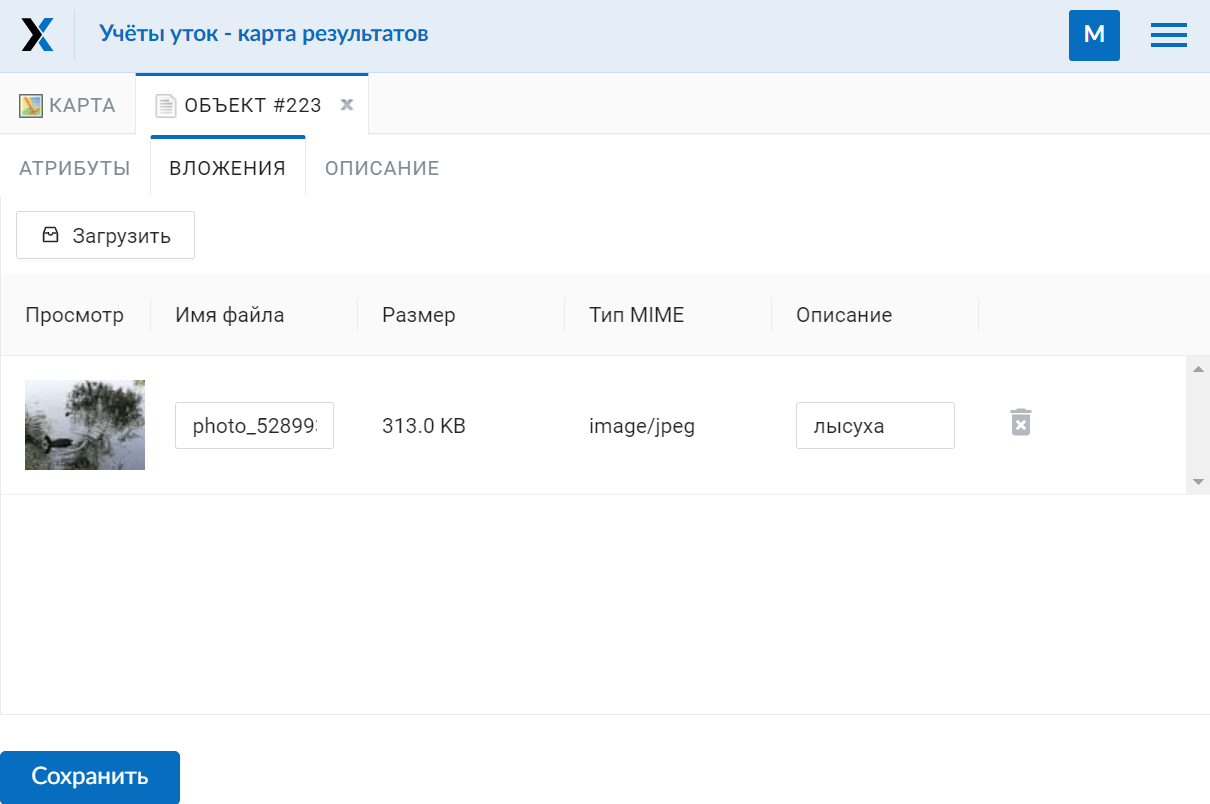 Учёты уток - карта результатов
М
КАРТА
ОБЪЕКТ #223
АТРИБУТЫ
ВЛОЖЕНИЯ
ОПИСАНИЕ
Загрузить
Просмотр
Имя файла
Размер
Тип MIME
Описание
photo_52899
313.0 KB
image/jpeg
лысуха
Сохранить